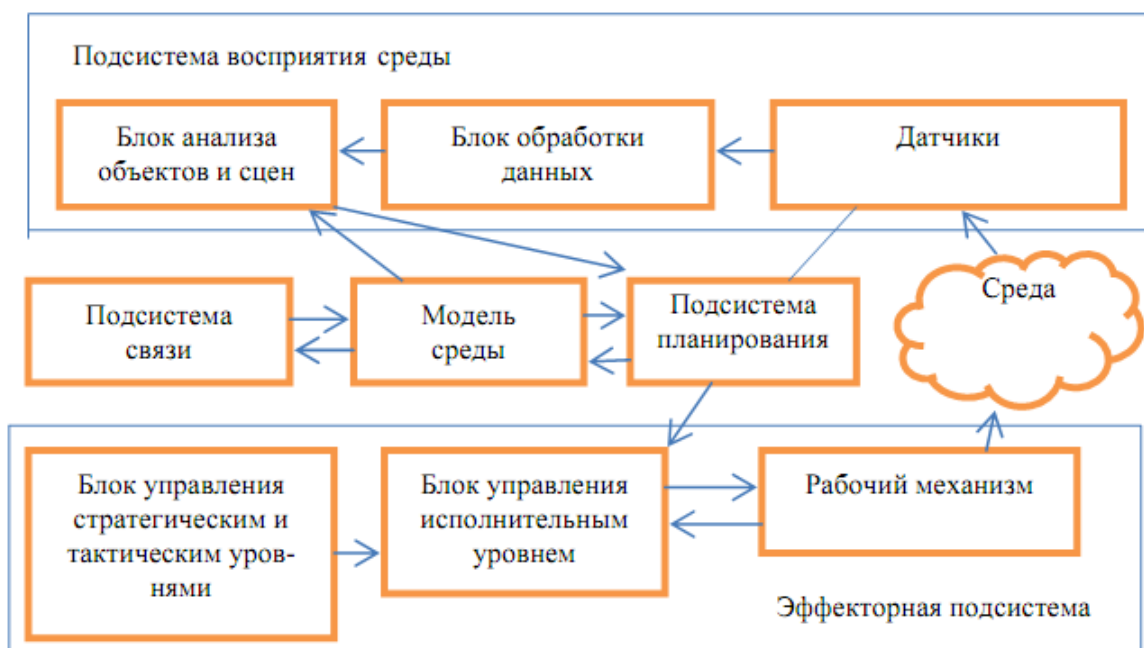 Подсистема восприятия среды
Блок анализа
объектов и сцен
Блок обработки
данных
Датчики
Подсистема
связи
Модель
среды
Подсистема
планирования
Среда
Блок управления
стратегическим и
тактическим уров-
нями
Блок управления
исполнительным
уровнем
Рабочий механизм
Эффекторная подсистема